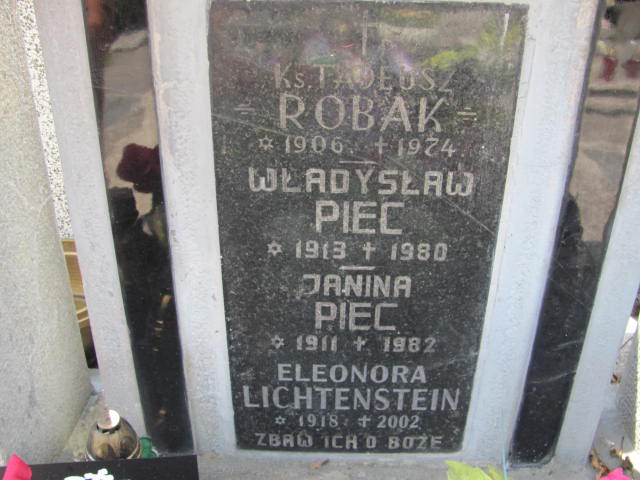 Ks. TADEUSZ
ROBAK
✡ 1906 + 1974
WŁADYSŁAW
PIEC
✡ 1913 + 1980
JANINA
PIEC
✡ 1911 + 1982
ELEONORA
LICHTENSTEIN
✡ 1918 + 2002
ZBAW ICH O BOŻE